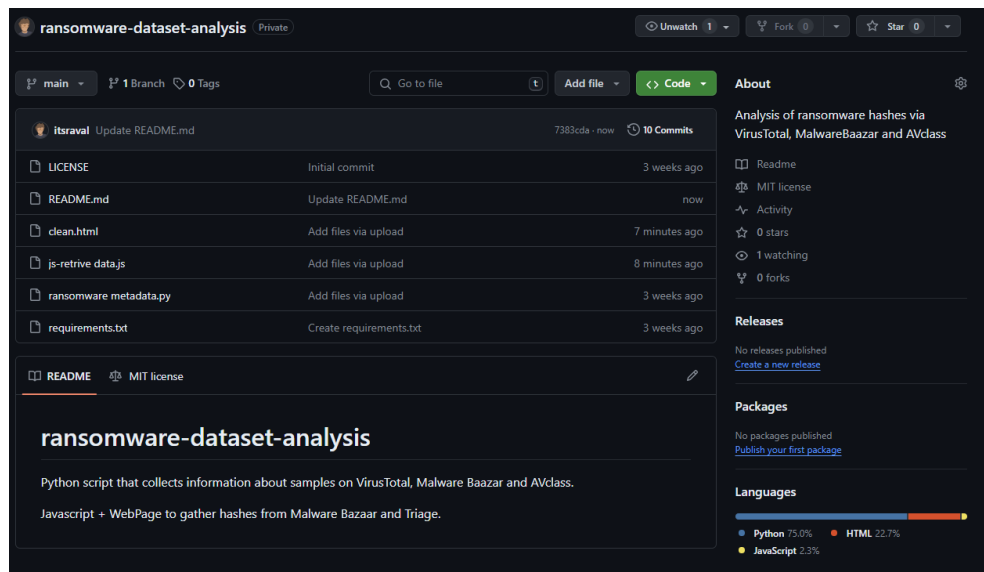 ransomware-dataset-analysis Private Unwatch 1 Fork 0 Star 0
main 1 Branch 0 Tags Go to file t Add file Code
itsraval Update README.md 7383cda · now 10 Commits
LICENSE Initial commit 3 weeks ago
README.md Update README.md now
clean.html Add files via upload 7 minutes ago
js-retrive data.js Add files via upload 8 minutes ago
ransomware metadata.py Add files via upload 3 weeks ago
requirements.txt Create requirements.txt 3 weeks ago
README MIT license
ransomware-dataset-analysis
Python script that collects information about samples on VirusTotal, Malware Baazar and AVclass.
Javascript + WebPage to gather hashes from Malware Bazaar and Triage.
About
Analysis of ransomware hashes via
VirusTotal, MalwareBaazar and AVclass
Readme
MIT license
Activity
0 stars
1 watching
0 forks
Releases
No releases published
Create a new release
Packages
No packages published
Publish your first package
Languages
Python 75.0% HTML 22.7%
JavaScript 2.3%